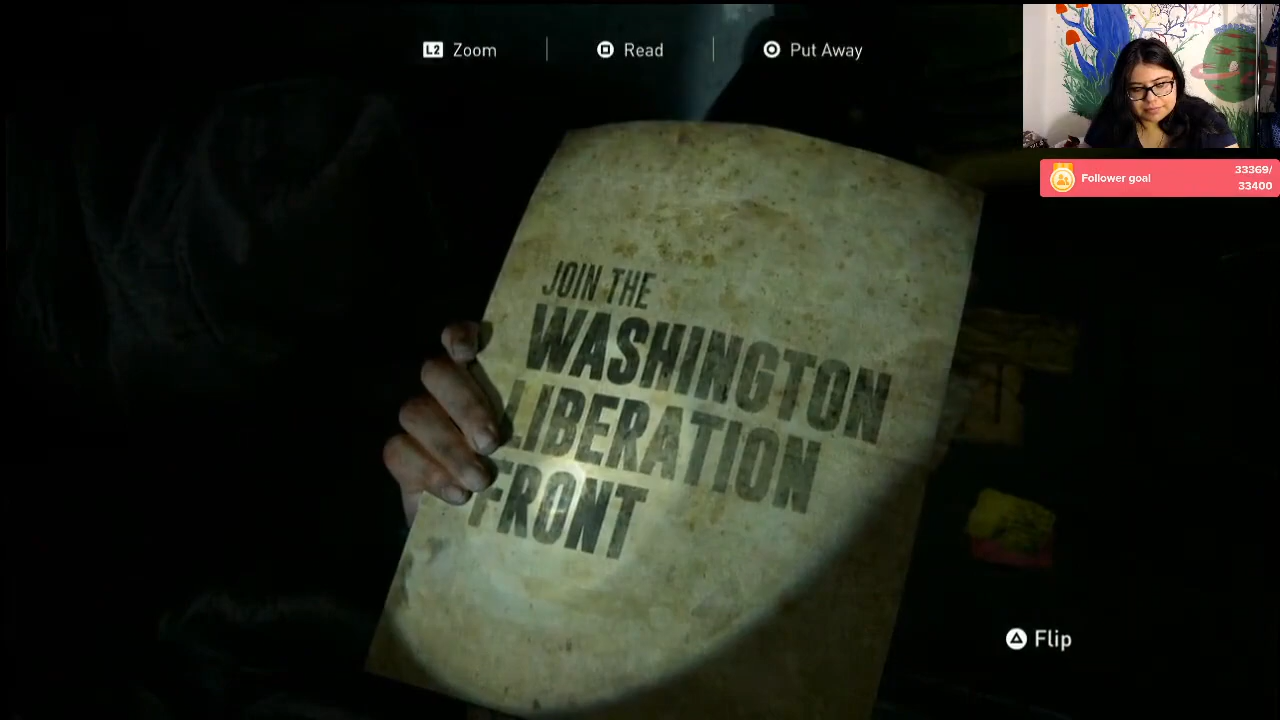 L2 Zoom
Read
Put Away
Follower goal
33369/
33400
JOIN THE
WASHINGTON
LIBERATION
FRONT
Flip